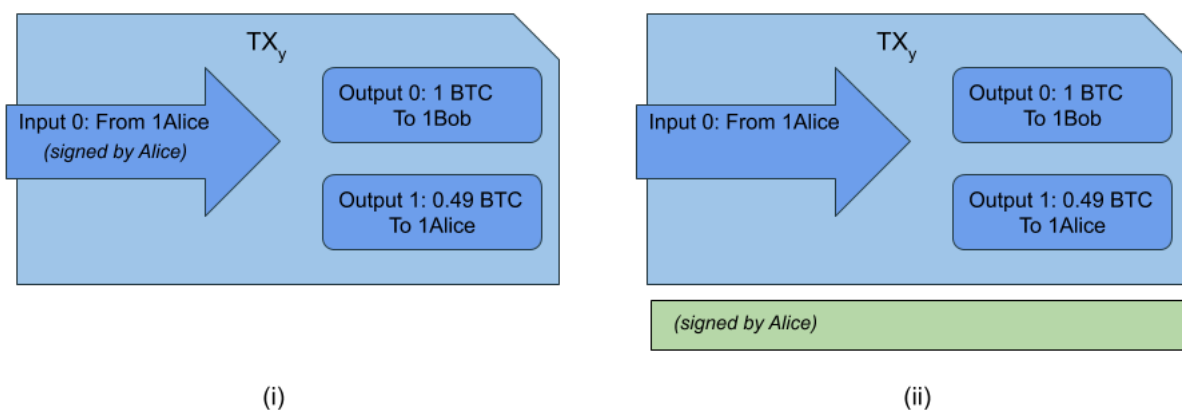 TXy
Output 0: 1 BTC
To 1Bob
Input 0: From 1Alice
(signed by Alice)
Output 1: 0.49 BTC
To 1Alice
(i)
TXy
Output 0: 1 BTC
To 1Bob
Input 0: From 1Alice
Output 1: 0.49 BTC
To 1Alice
(signed by Alice)
(ii)